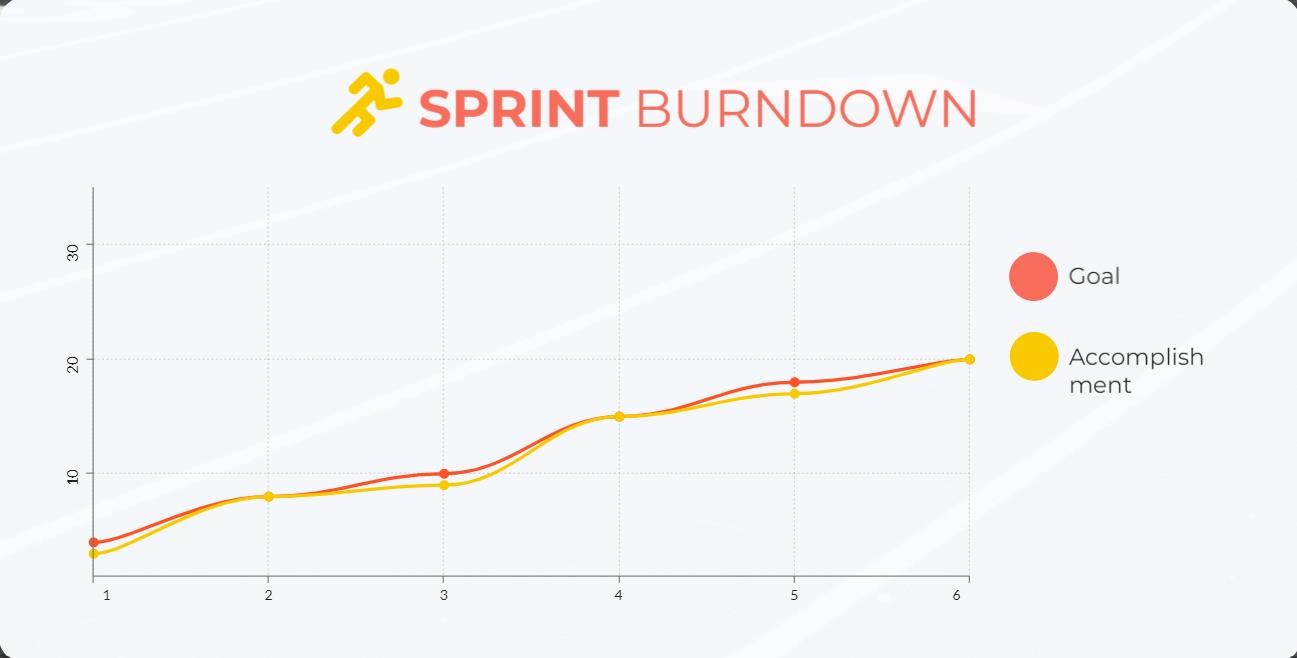 SPRINT BURNDOWN
30
20
10
1 2 3 4 5 6
Goal
Accomplish
ment